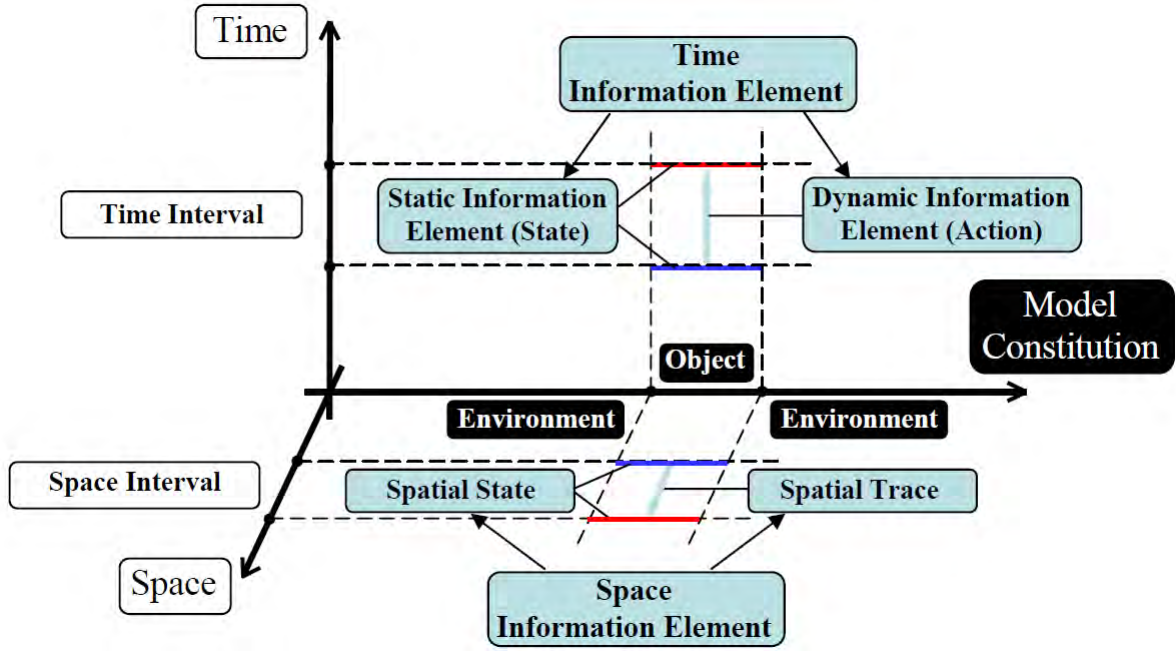 Time
Time
Information Element
Static Information
Element (State)
Dynamic Information
Element (Action)
Time Interval
Model
Constitution
Object
Environment
Environment
Space Interval
Spatial State
Spatial Trace
Space
Space
Information Element